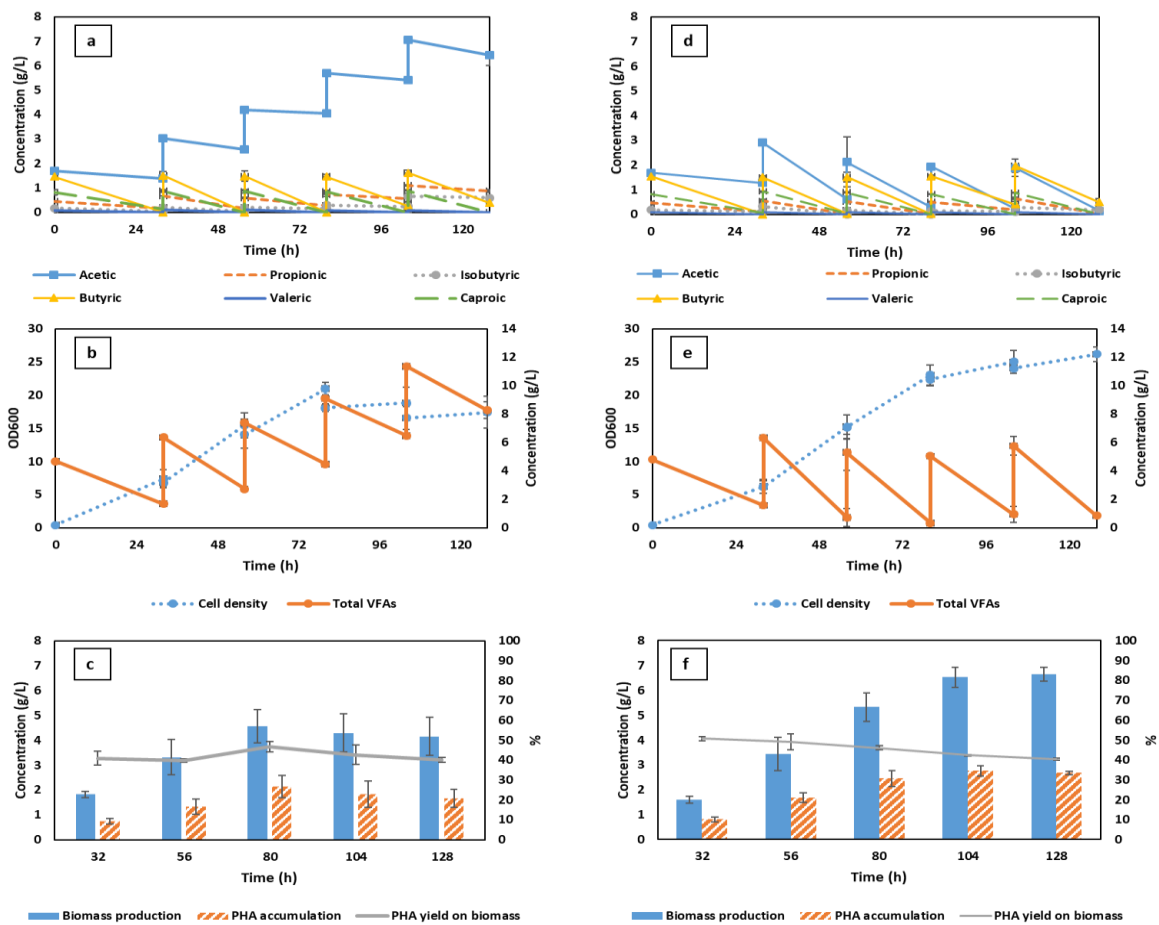 a
Concentration (g/L)
8
7
6
5
4
3
2
1
0
0 24 48 72 96 120
Time (h)
Acetic Propionic Isobutyric
Butyric Valeric Caproic
d
Concentration (g/L)
8
7
6
5
4
3
2
1
0
0 24 48 72 96 120
Time (h)
Acetic Propionic Isobutyric
Butyric Valeric Caproic
b
OD600
30
25
20
15
10
5
0
14
12
10
8
6
4
2
0
Concentration (g/L)
0 24 48 72 96 120
Time (h)
Cell density Total VFAs
e
OD600
30
25
20
15
10
5
0
14
12
10
8
6
4
2
0
Concentration (g/L)
0 24 48 72 96 120
Time (h)
Cell density Total VFAs
c
Concentration (g/L)
8
7
6
5
4
3
2
1
0
100
90
80
70
60
50
40
30
20
10
0
%
32 56 80 104 128
Time (h)
Biomass production PHA accumulation PHA yield on biomass
f
Concentration (g/L)
8
7
6
5
4
3
2
1
0
100
90
80
70
60
50
40
30
20
10
0
%
32 56 80 104 128
Time (h)
Biomass production PHA accumulation PHA yield on biomass